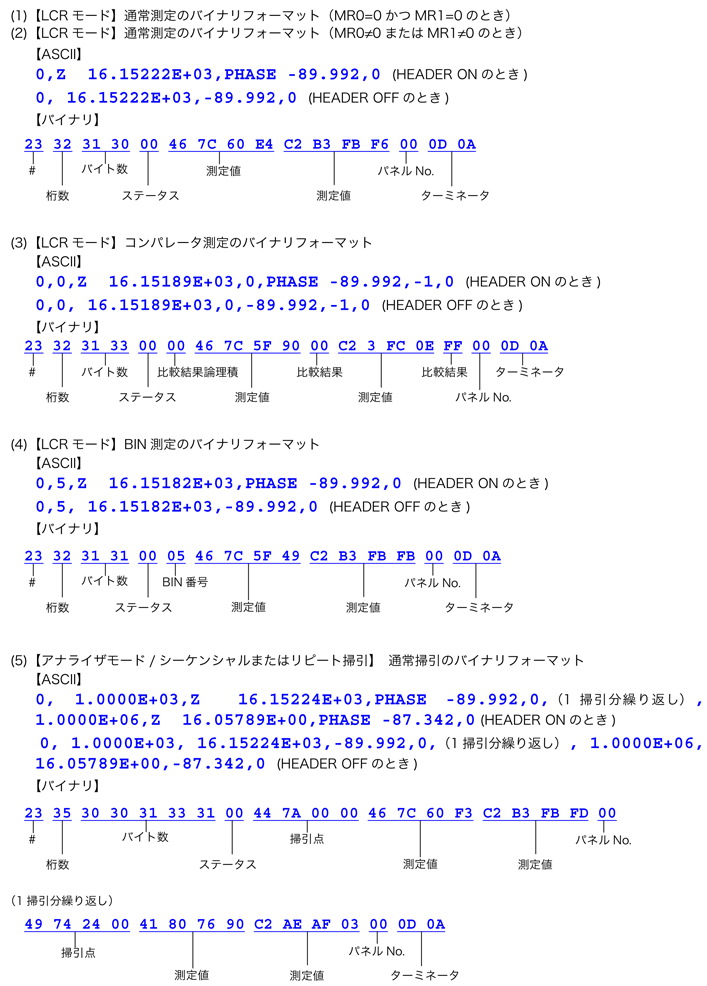 (1)【LCR モード】通常測定のバイナリフォーマット（MR0=0 かつ MR1=0 のとき）
(2)【LCR モード】通常測定のバイナリフォーマット（MR0≠0 または MR1≠0 のとき）
【ASCII】
0,Z 16.15222E+03,PHASE -89.992,0 (HEADER ON のとき)
0, 16.15222E+03,-89.992,0 (HEADER OFF のとき)
【バイナリ】
23 32 31 30 00 46 7C 60 E4 C2 B3 FB F6 00 0D 0A
# バイト数 測定値 パネル No.
桁数 ステータス 測定値 ターミネータ
(3)【LCR モード】コンパレータ測定のバイナリフォーマット
【ASCII】
0,0,Z 16.15189E+03,0,PHASE -89.992,-1,0 (HEADER ON のとき)
0,0, 16.15189E+03,0,-89.992,-1,0 (HEADER OFF のとき)
【バイナリ】
23 32 31 33 00 00 46 7C 5F 90 00 C2 3 FC 0E FF 00 0D 0A
# バイト数 比較結果論理積 比較結果 比較結果 ターミネータ
桁数 ステータス 測定値 測定値 パネル No.
(4)【LCR モード】BIN 測定のバイナリフォーマット
【ASCII】
0,5,Z 16.15182E+03,PHASE -89.992,0 (HEADER ON のとき)
0,5, 16.15182E+03,-89.992,0 (HEADER OFF のとき)
【バイナリ】
23 32 31 31 00 05 46 7C 5F 49 C2 B3 FB FB 00 0D 0A
# バイト数 BIN 番号 パネル No.
桁数 ステータス 測定値 測定値 ターミネータ
(5)【アナライザモード / シーケンシャルまたはリピート掃引】 通常掃引のバイナリフォーマット
【ASCII】
0, 1.0000E+03,Z 16.15224E+03,PHASE -89.992,0,（1 掃引分繰り返し）,
1.0000E+06,Z 16.05789E+00,PHASE -87.342,0 (HEADER ON のとき)
0, 1.0000E+03, 16.15224E+03,-89.992,0,（1 掃引分繰り返し）, 1.0000E+06,
16.05789E+00,-87.342,0 (HEADER OFF のとき)
【バイナリ】
23 35 30 30 31 33 31 00 44 7A 00 00 46 7C 60 F3 C2 B3 FB FD 00
# バイト数 掃引点 パネル No.
桁数 ステータス 測定値 測定値
（1 掃引分繰り返し）
49 74 24 00 41 80 76 90 C2 AE AF 03 00 0D 0A
掃引点 パネル No.
測定値 測定値 ターミネータ